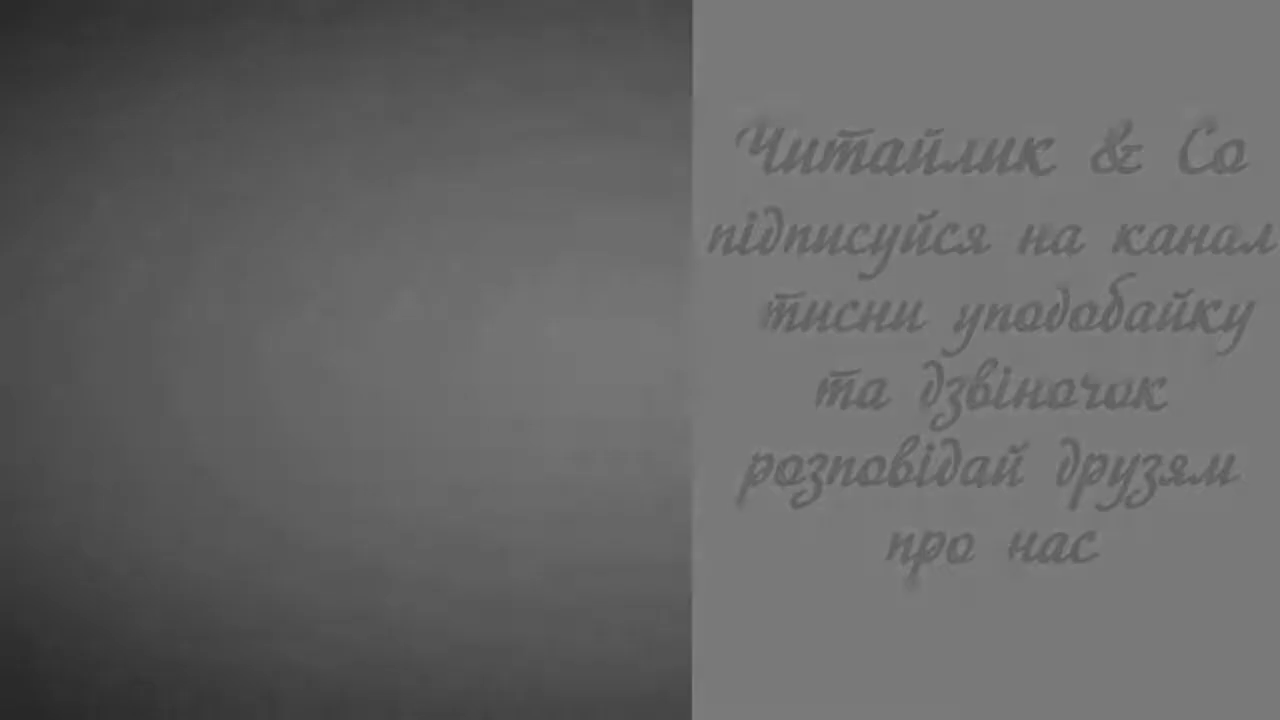 Читайлик & Co
підписуйся на канал
тисни уподобайку
та дзвіночок
розповідай друзям
про нас